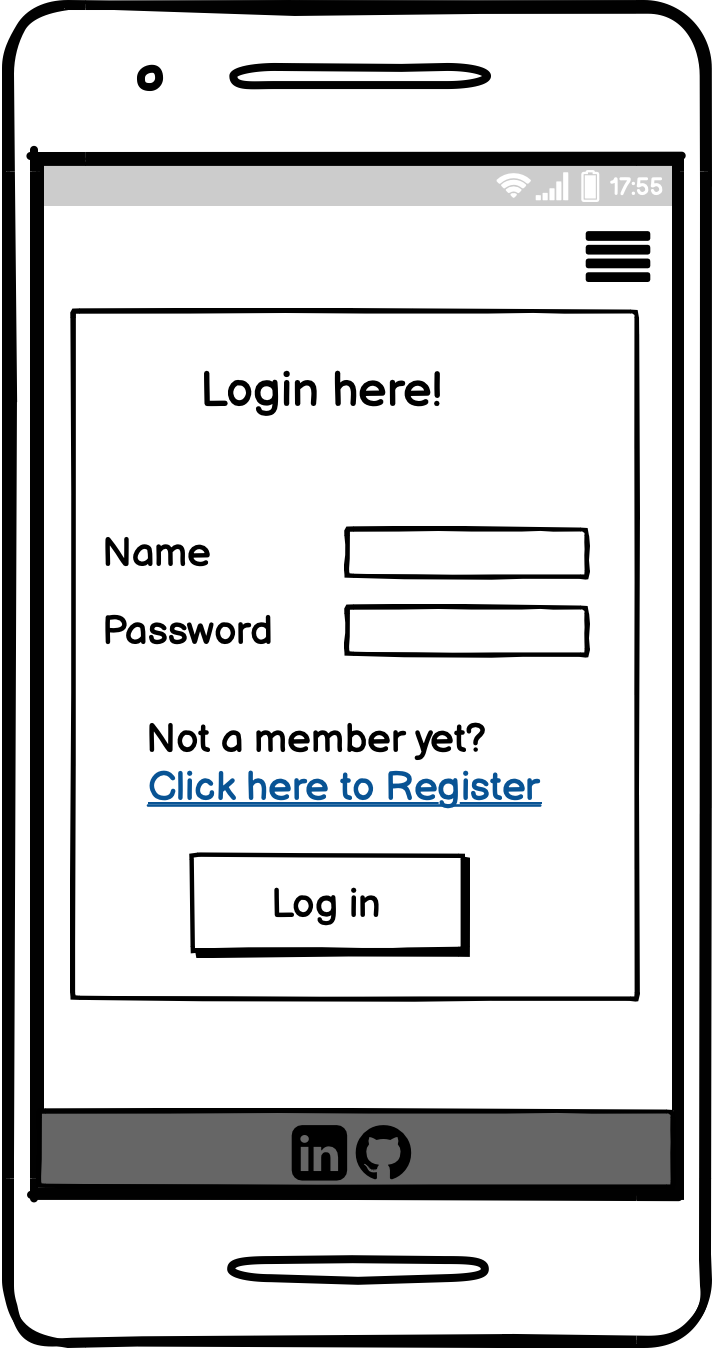 17:55
Login here!
Name
Password
Not a member yet?
Click here to Register
Log in
in